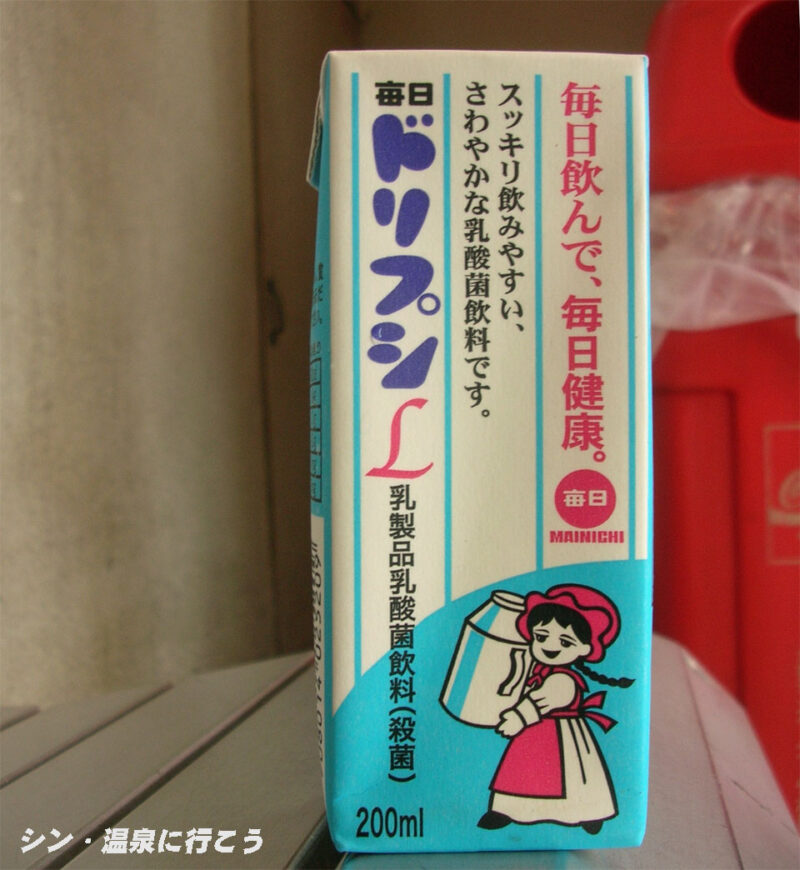 毎日飲んで、毎日健康。
毎日
MAINICHI
スッキリ飲みやすい、
さわやかな乳酸菌飲料です。
毎日
ドリプシ
L
乳製品乳酸菌飲料(殺菌)
200ml
シン・温泉に行こう